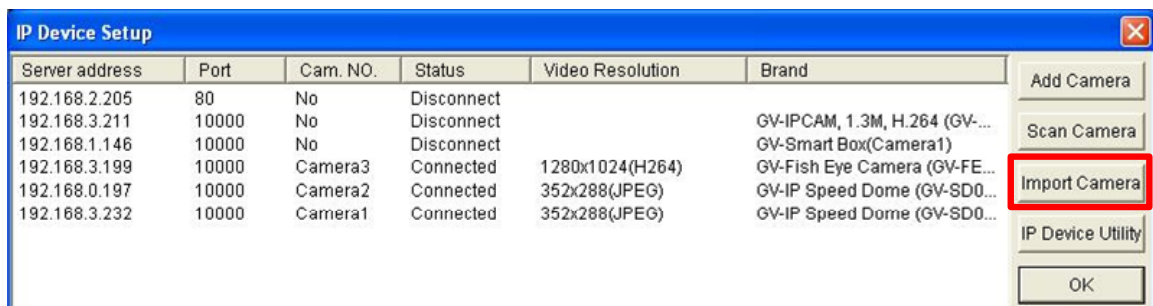 IP Device Setup
Server address Port Cam. NO. Status Video Resolution Brand
192.168.2.205 80 No Disconnect
192.168.3.211 10000 No Disconnect GV-IPCAM, 1.3M, H.264 (GV-...
192.168.1.146 10000 No Disconnect GV-Smart Box(Camera1)
192.168.3.199 10000 Camera3 Connected 1280x1024(H264) GV-Fish Eye Camera (GV-FE...
192.168.0.197 10000 Camera2 Connected 352x288(JPEG) GV-IP Speed Dome (GV-SD0...
192.168.3.232 10000 Camera1 Connected 352x288(JPEG) GV-IP Speed Dome (GV-SD0...
Add Camera
Scan Camera
Import Camera
IP Device Utility
OK